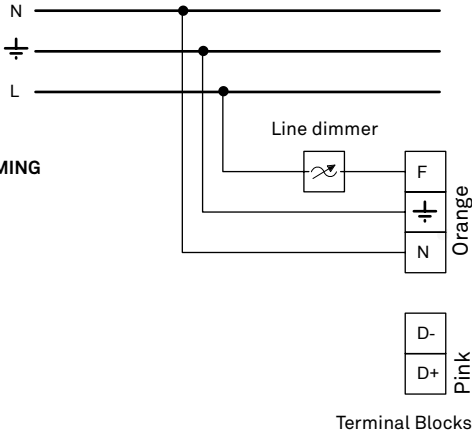 N
L
Line dimmer
MING
F
N
Orange
D-
D+
Pink
Terminal Blocks